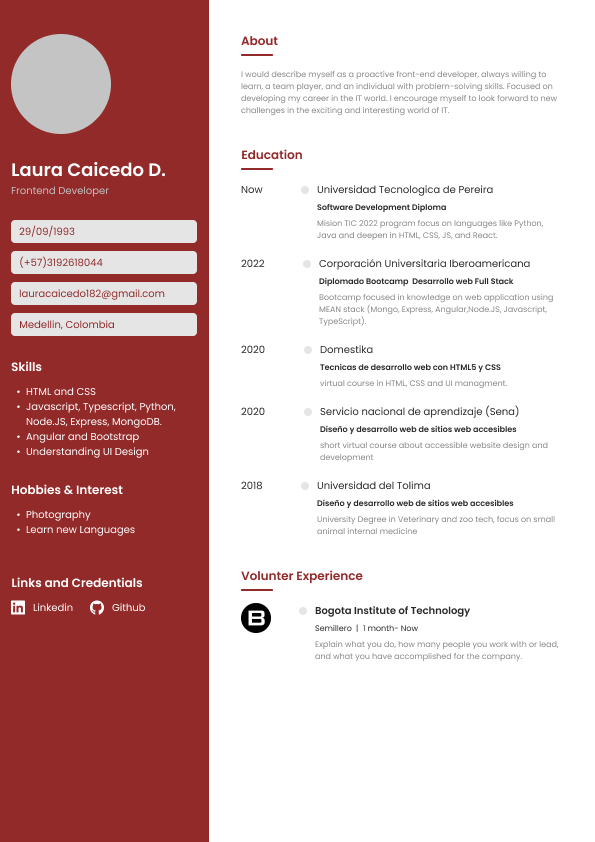 Laura Caicedo D.
Frontend Developer
29/09/1993
(+57)3192618044
lauracaicedo182@gmail.com
Medellin, Colombia
Skills
• HTML and CSS
• Javascript, Typescript, Python,
Node.JS, Express, MongoDB.
• Angular and Bootstrap
• Understanding UI Design
Hobbies & Interest
• Photography
• Learn new Languages
Links and Credentials
Linkedin Github
About
I would describe myself as a proactive front-end developer, always willing to
learn, a team player, and an individual with problem-solving skills. Focused on
developing my career in the IT world. I encourage myself to look forward to new
challenges in the exciting and interesting world of IT.
Education
Now Universidad Tecnologica de Pereira
Software Development Diploma
Mision TIC 2022 program focus on languages like Python,
Java and deepen in HTML, CSS, JS, and React.
2022 Corporación Universitaria Iberoamericana
Diplomado Bootcamp Desarrollo web Full Stack
Bootcamp focused in knowledge on web application using
MEAN stack (Mongo, Express, Angular,Node.JS, Javascript,
TypeScript).
2020 Domestika
Tecnicas de desarrollo web con HTML5 y CSS
virtual course in HTML, CSS and UI managment.
2020 Servicio nacional de aprendizaje (Sena)
Diseño y desarrollo web de sitios web accesibles
short virtual course about accessible website design and
development
2018 Universidad del Tolima
Diseño y desarrollo web de sitios web accesibles
University Degree in Veterinary and zoo tech, focus on small
animal internal medicine
Volunter Experience
B Bogota Institute of Technology
Semillero | 1 month- Now
Explain what you do, how many people you work with or lead,
and what you have accomplished for the company.